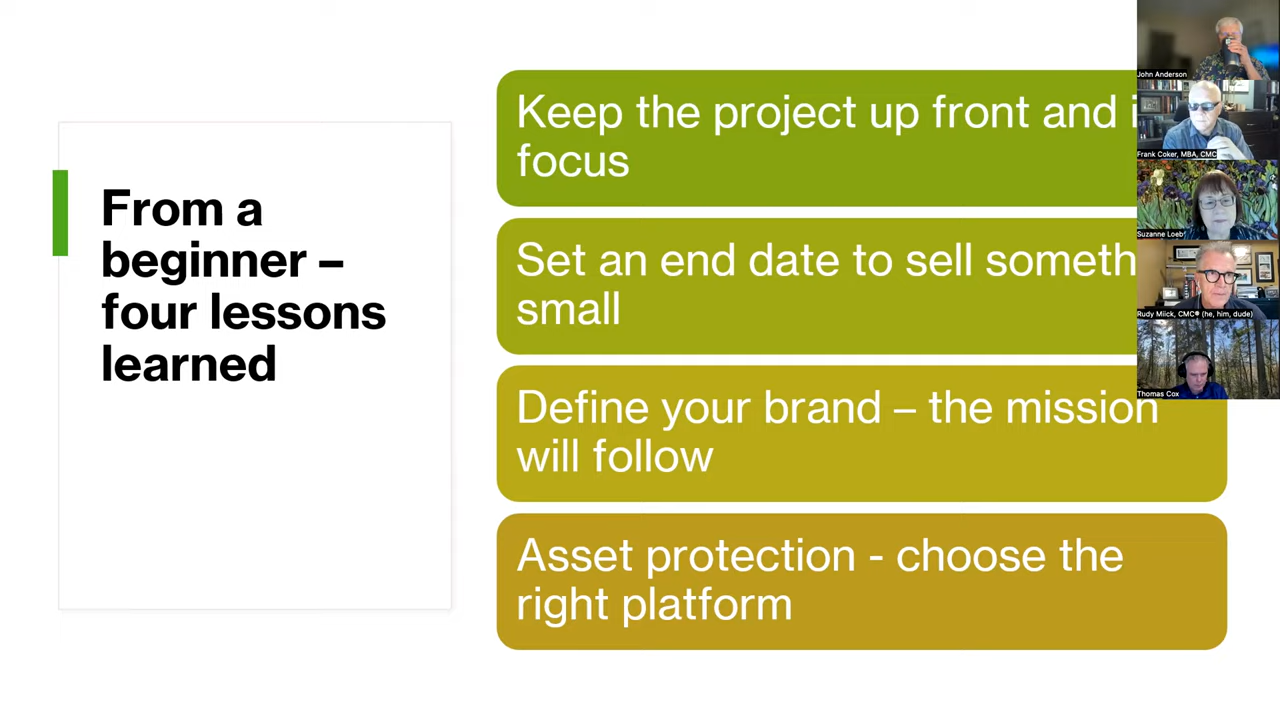 From a
beginner –
four lessons
learned
Keep the project up front and
focus
Set an end date to sell
small
Define your brand – the mission
will follow
Asset protection - choose the
right platform
John Anderson
Frank Coker, MBA, CMC
Suzanne Loeb
Rudy Miick, CMC® (he, him, dude)
Thomas Cox